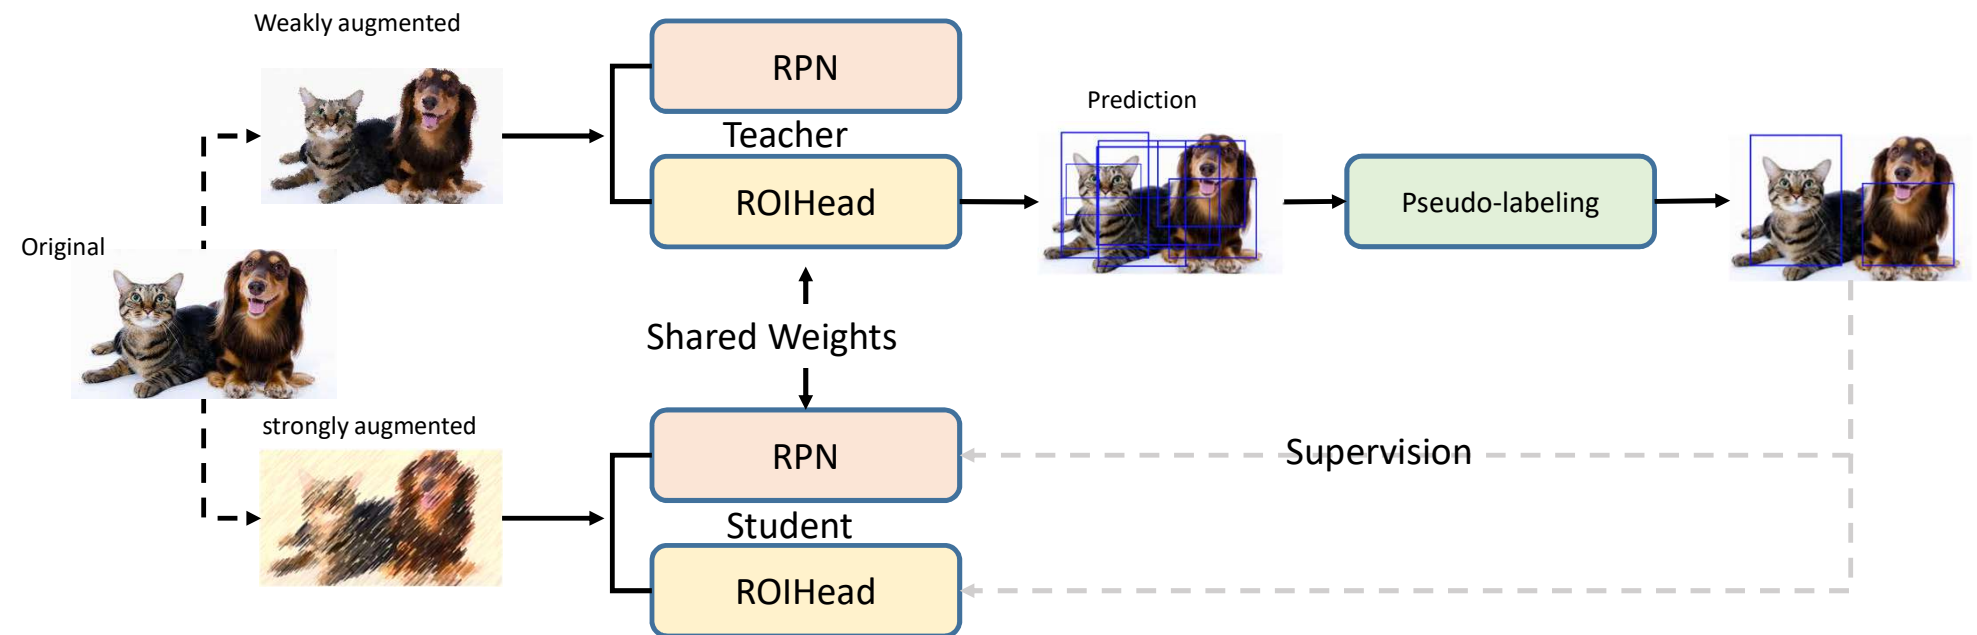 Weakly augmented
RPN
Prediction
Teacher
ROIHead
Pseudo-labeling
Original
Shared Weights
strongly augmented
RPN
Supervision
Student
ROIHead